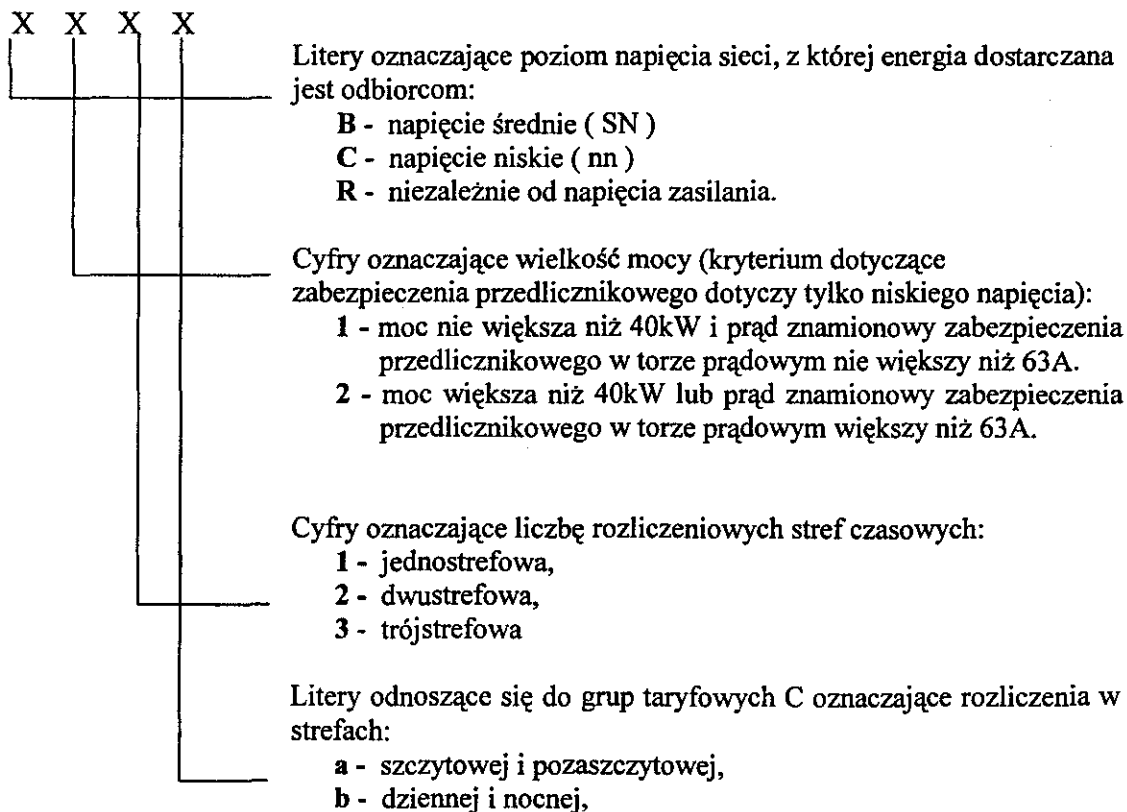 X X X X
Litery oznaczające poziom napięcia sieci, z której energia dostarczana
jest odbiorcom:
B - napięcie średnie ( SN )
C - napięcie niskie ( nn )
R - niezależnie od napięcia zasilania.
Cyfry oznaczające wielkość mocy (kryterium dotyczące
zabezpieczenia przedlicznikowego dotyczy tylko niskiego napięcia):
1 - moc nie większa niż 40kW i prąd znamionowy zabezpieczenia
przedlicznikowego w torze prądowym nie większy niż 63A.
2 - moc większa niż 40kW lub prąd znamionowy zabezpieczenia
przedlicznikowego w torze prądowym większy niż 63A.
Cyfry oznaczające liczbę rozliczeniowych stref czasowych:
1 - jednostrefowa,
2 - dwustrefowa,
3 - trójstrefowa
Litery odnoszące się do grup taryfowych C oznaczające rozliczenia w
strefach:
a - szczytowej i pozaszczytowej,
b - dziennej i nocnej,